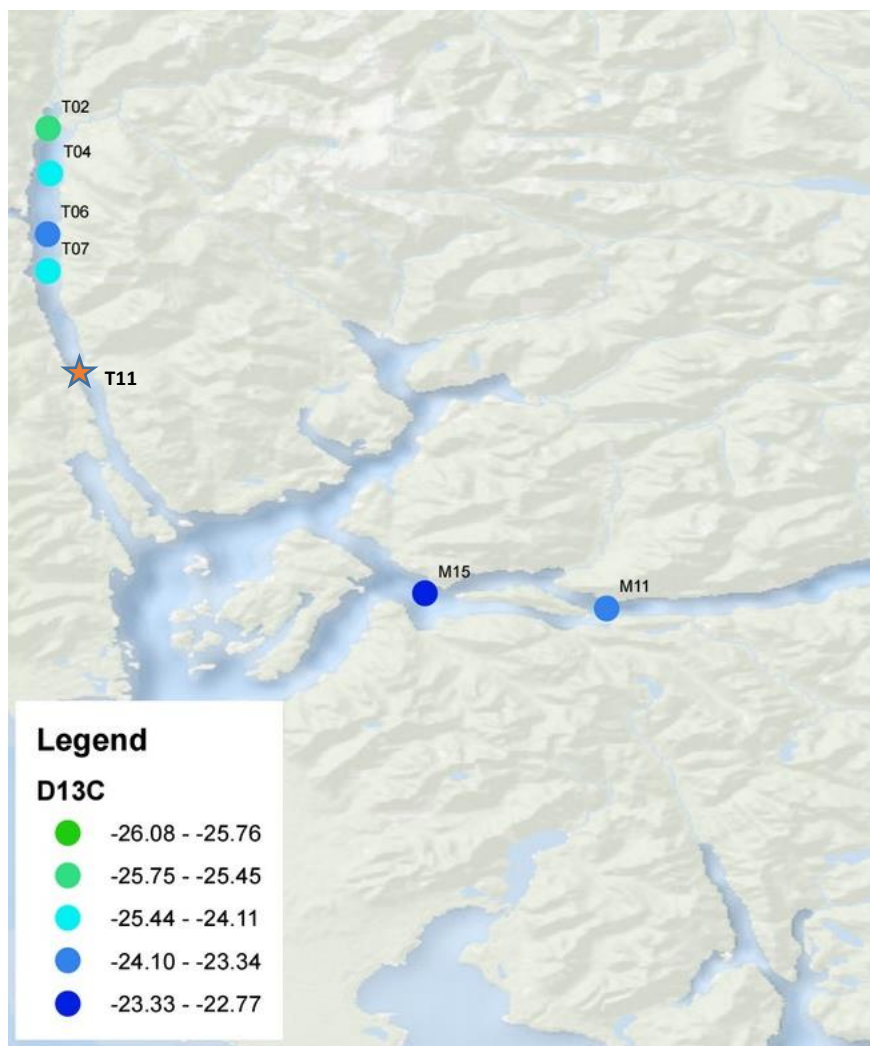 T02
T04
T06
T07
T11
M15
M11
Legend
D13C
-26.08 - -25.76
-25.75 - -25.45
-25.44 - -24.11
-24.10 - -23.34
-23.33 - -22.77